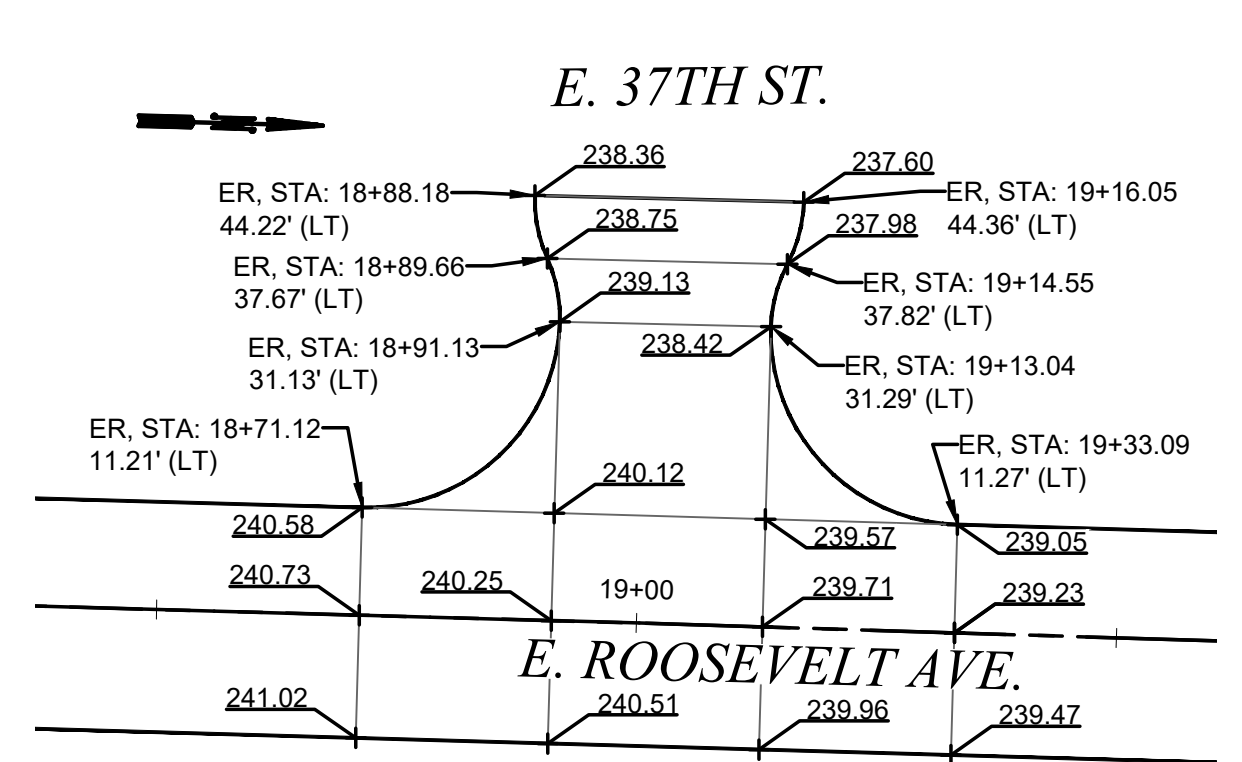 E. 37TH ST.
238.36
237.60
ER, STA: 18+88.18
44.22' (LT)
ER, STA: 19+16.05
44.36' (LT)
238.75
237.98
ER, STA: 18+89.66
37.67' (LT)
239.13
ER, STA: 19+14.55
37.82' (LT)
ER, STA: 18+91.13
31.13' (LT)
238.42
ER, STA: 19+13.04
31.29' (LT)
ER, STA: 18+71.12
11.21' (LT)
ER, STA: 19+33.09
11.27' (LT)
240.12
240.58
239.57
239.05
240.73
240.25
19+00
239.71
239.23
E. ROOSEVELT AVE.
241.02
240.51
239.96
239.47